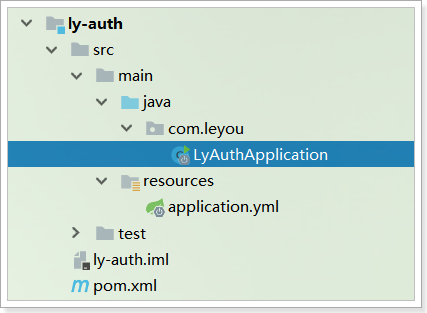 ly-auth
src
main
java
com.leyou
LyAuthApplication
resources
application.yml
test
ly-auth.iml
pom.xml